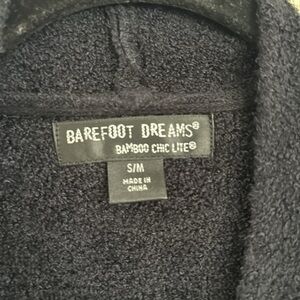 BAREFOOT DREAMS®
BAMBOO CHIC LITE®
S/M
MADE IN
CHINA